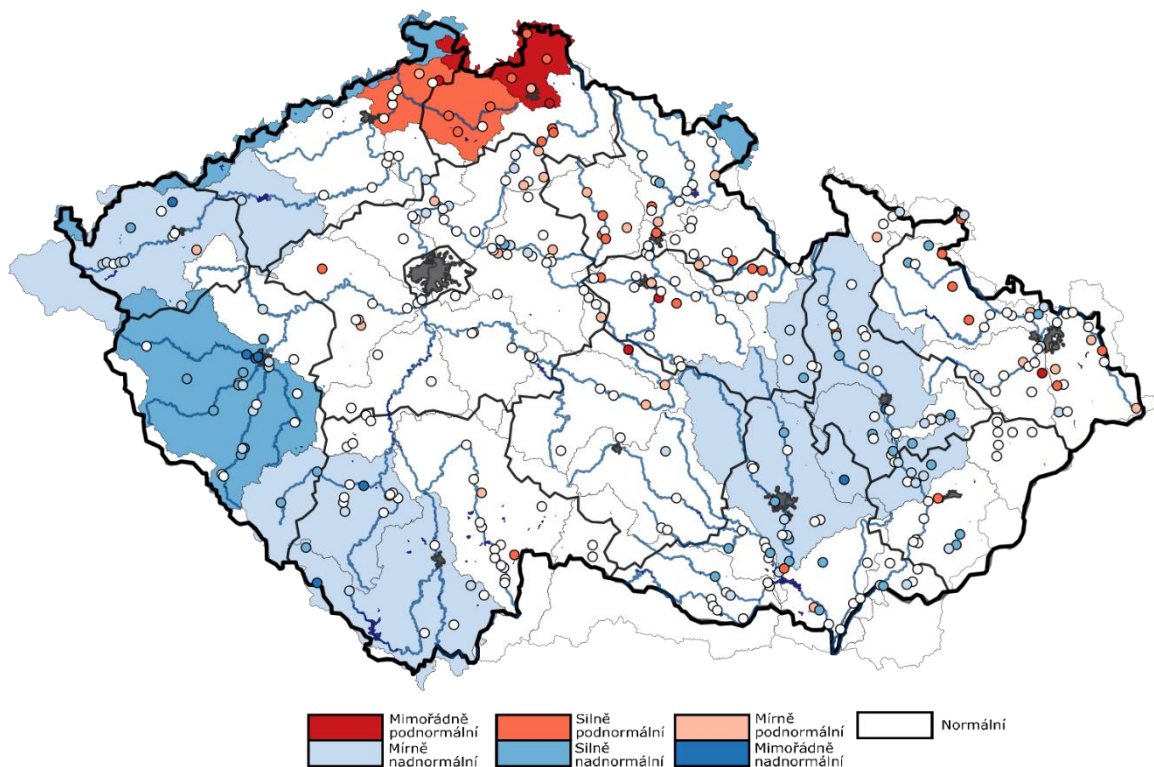 Mimořádně
podnormální
Silně
podnormální
Mírně
podnormální
Normální
Mírně
nadnormální
Silně
nadnormální
Mimořádně
nadnormální